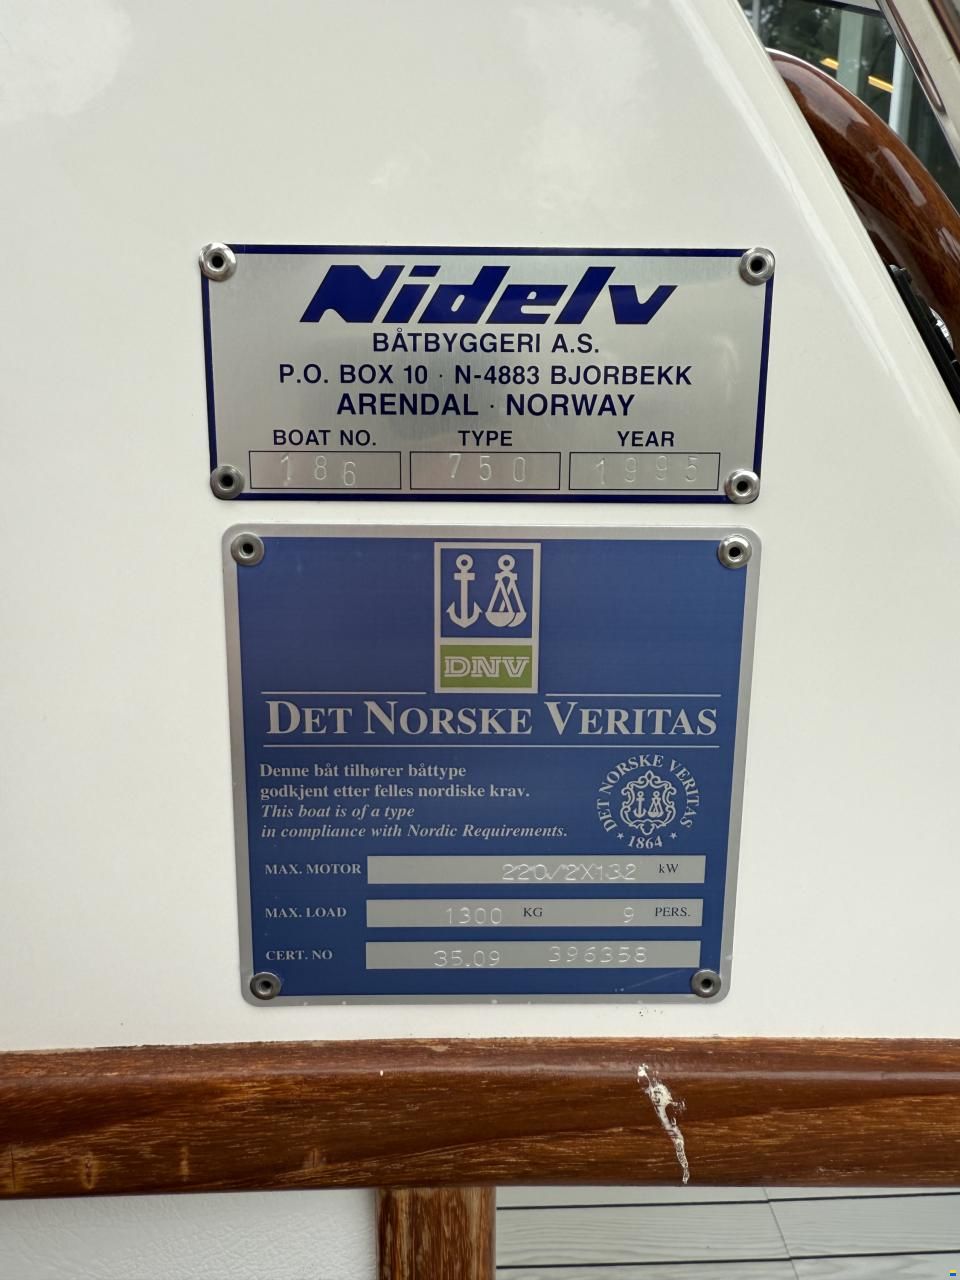 Nidelv
BÅTBYGGERI A.S.
P.O. BOX 10 · N-4883 BJORBEKK
ARENDAL · NORWAY
BOAT NO. TYPE YEAR
186 750 1995
DNV
DET NORSKE VERITAS
Denne båt tilhører båttype
godkjent etter felles nordiske krav.
This boat is of a type
in compliance with Nordic Requirements.
DET NORSKE VERITAS
★ 1864 ★
MAX. MOTOR 220/2X132 kW
MAX. LOAD 1300 KG 9 PERS.
CERT. NO 35.09 396358